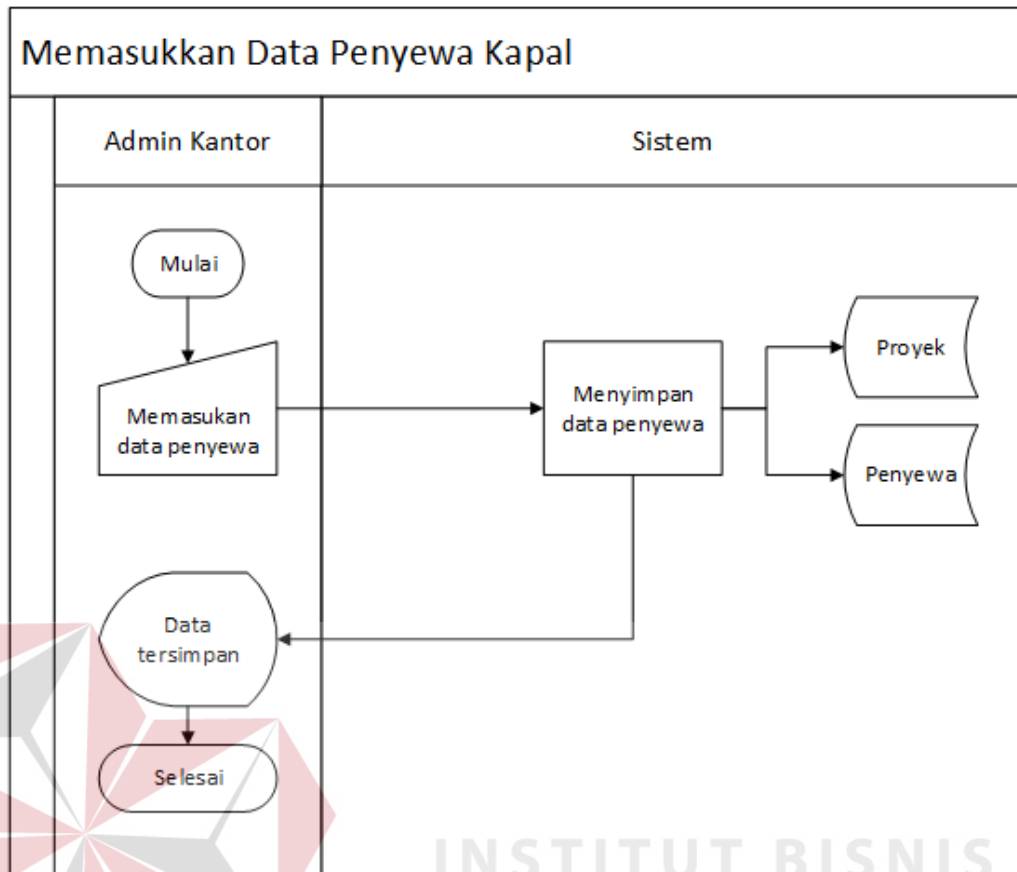 Memasukkan Data Penyewa Kapal
Admin Kantor
Sistem
Mulai
Memasukan
data penyewa
Menyimpan
data penyewa
Proyek
Penyewa
Data
tersimpan
Selesai
INSTITUT BISNIS